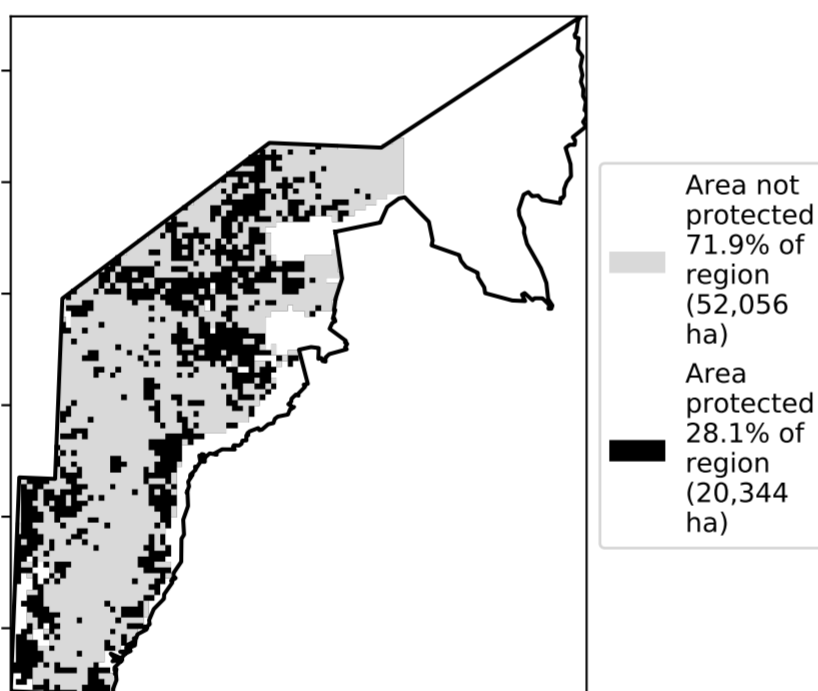 Area not
protected
71.9% of
region
(52,056
ha)
Area
protected
28.1% of
region
(20,344
ha)